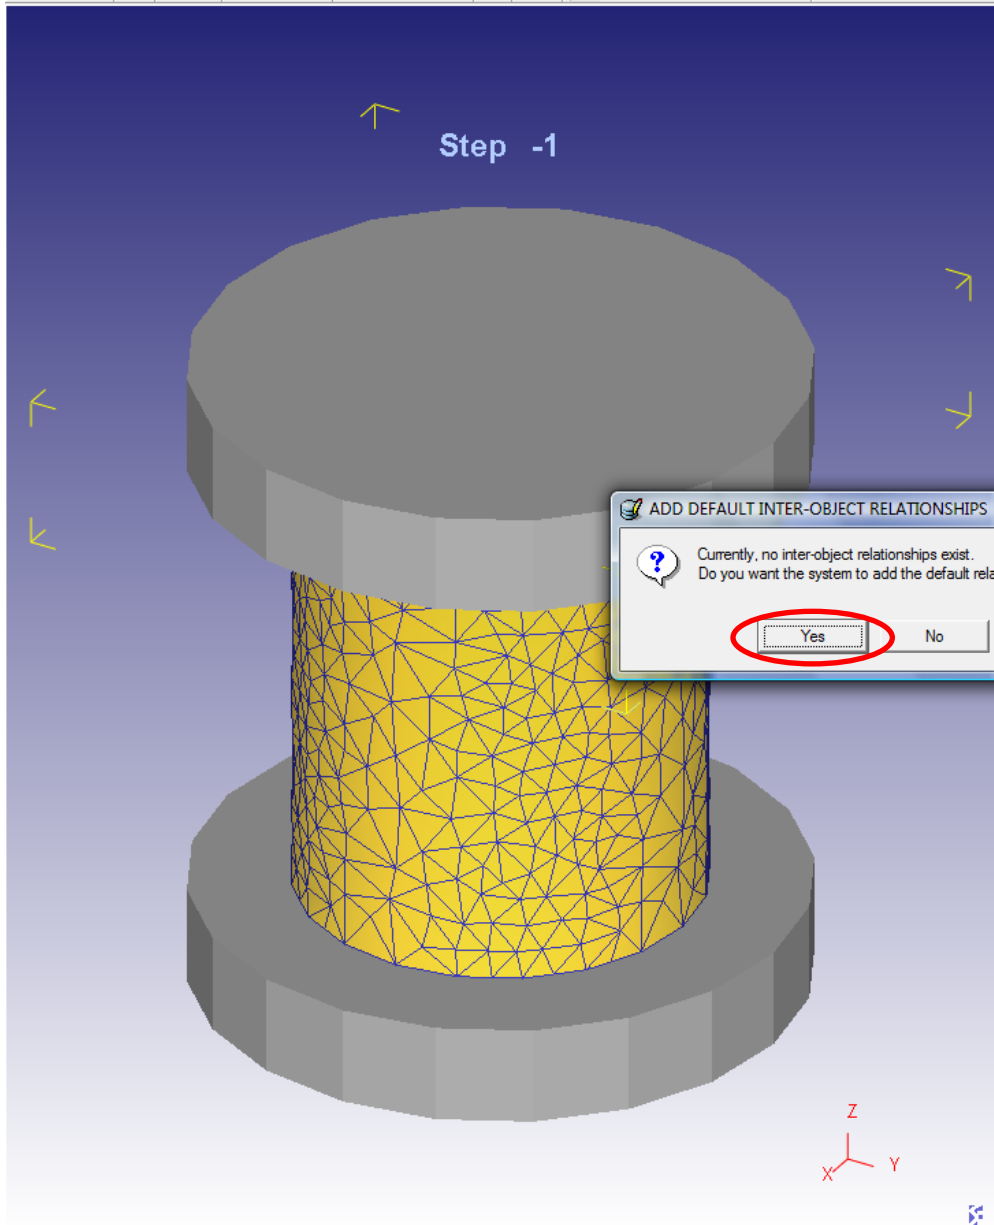 Step -1
ADD DEFAULT INTER-OBJECT RELATIONSHIPS
Currently, no inter-object relationships exist.
Do you want the system to add the default rela
Yes No
Z
X Y